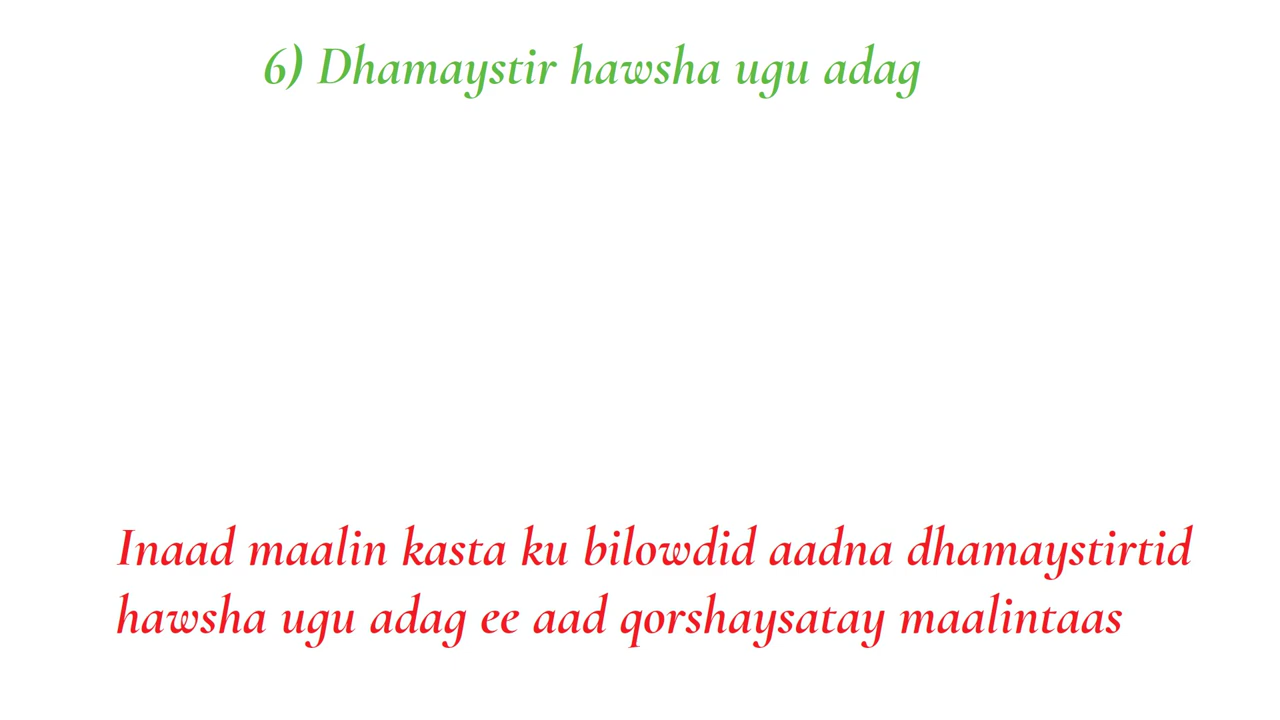 6) Dhamaystir hawsha ugu adag
Inaad maalin kasta ku bilowdid aadna dhamaystirtid
hawsha ugu adag ee aad qorshaysatay maalintaas